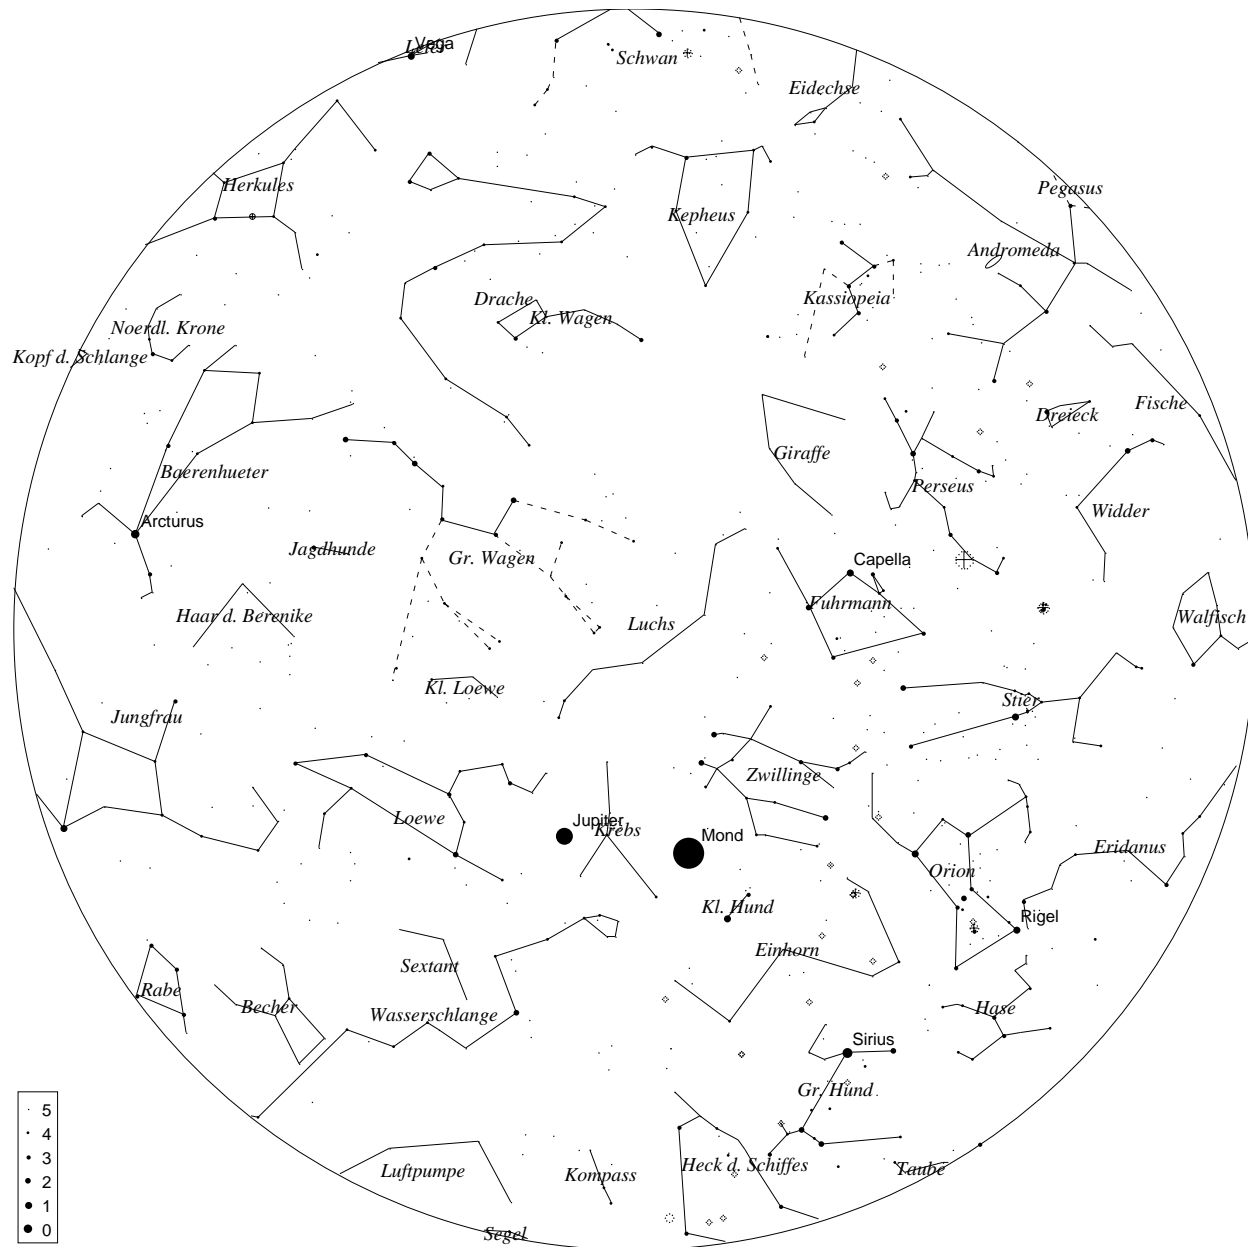 Vega
Schwan
Eidechse
Herkules
Pegasus
Kepheus
Andromeda
Drache
Kassiopeia
Kl. Wagen
Noerdl. Krone
Kopf d. Schlange
Dreieck
Fische
Giraffe
Baerenhueter
Perseus
Widder
Arcturus
Jagdhunde
Gr. Wagen
Capella
Fuhrmann
Haar d. Berenike
Luchs
Walfisch
Kl. Loewe
Stier
Jungfrau
Zwillinge
Loewe
Jupiter
Krebs
Mond
Eridanus
Orion
Kl. Hund
Rigel
Einhorn
Sextant
Rabe
Becher
Wasserschlange
Hase
Sirius
Gr. Hund
5
4
3
2
1
0
Luftpumpe
Kompass
Heck d. Schiffes
Taube
Segel